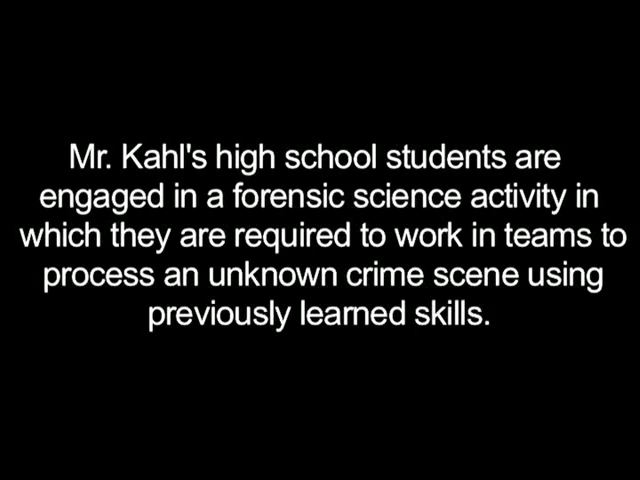 Mr. Kahl's high school students are
engaged in a forensic science activity in
which they are required to work in teams to
process an unknown crime scene using
previously learned skills.